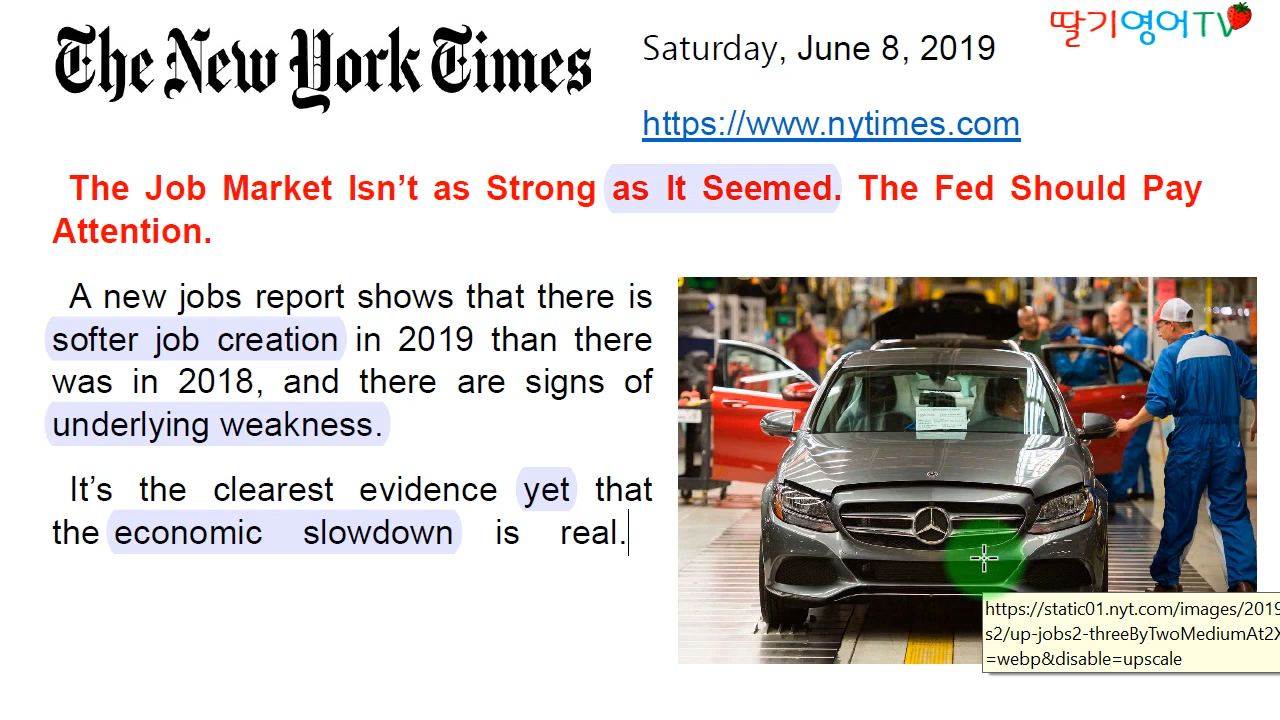 The New York Times
Saturday, June 8, 2019
딸기영어TV
https://www.nytimes.com
The Job Market Isn’t as Strong as It Seemed. The Fed Should Pay
Attention.
A new jobs report shows that there is
softer job creation in 2019 than there
was in 2018, and there are signs of
underlying weakness.
It’s the clearest evidence yet that
the economic slowdown is real.
https://static01.nyt.com/images/2019
s2/up-jobs2-threeByTwoMediumAt2X
=webp&disable=upscale